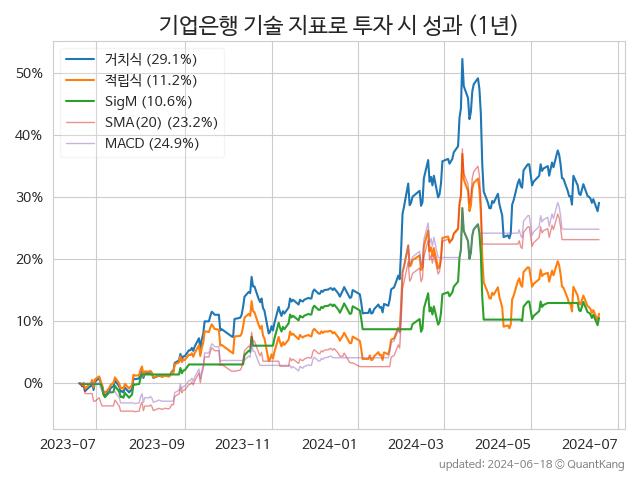 기업은행 기술 지표로 투자 시 성과 (1년)
거치식 (29.1%)
적립식 (11.2%)
SigM (10.6%)
SMA(20) (23.2%)
MACD (24.9%)
50%
40%
30%
20%
10%
0%
2023-07 2023-09 2023-11 2024-01 2024-03 2024-05 2024-07
updated: 2024-06-18 © QuantKang